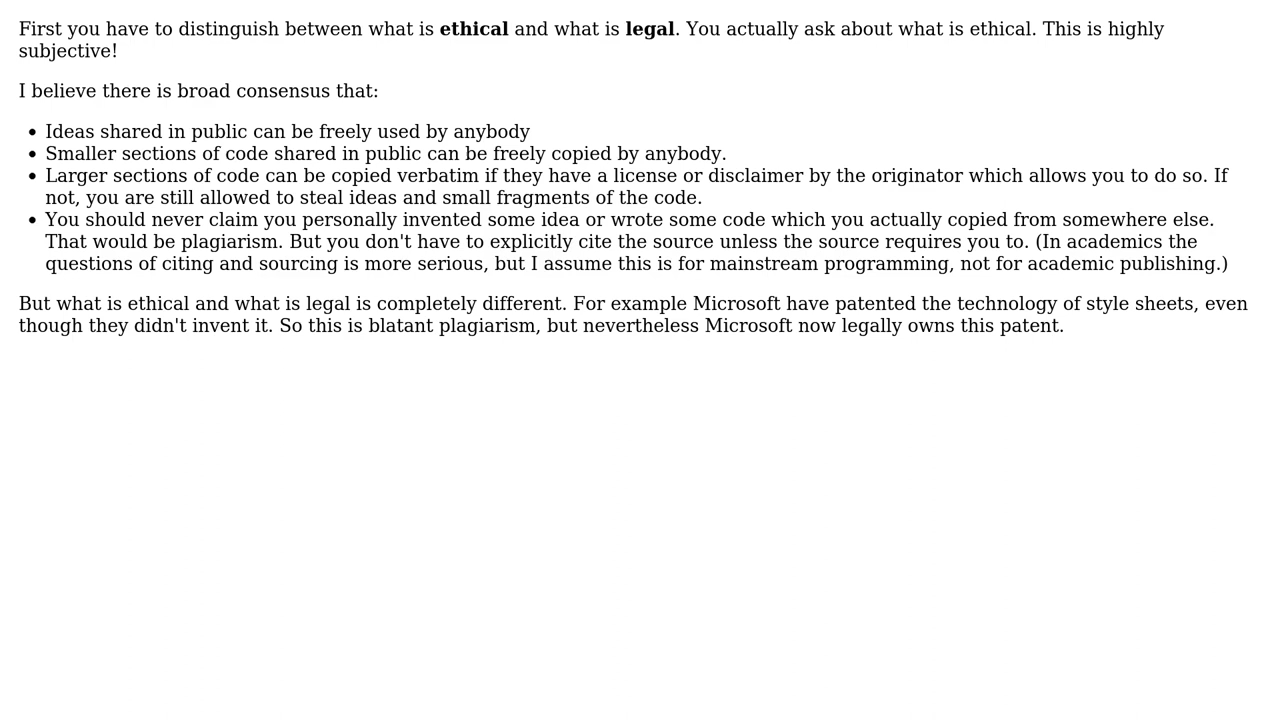 First you have to distinguish between what is ethical and what is legal. You actually ask about what is ethical. This is highly
subjective!
I believe there is broad consensus that:
• Ideas shared in public can be freely used by anybody
• Smaller sections of code shared in public can be freely copied by anybody.
• Larger sections of code can be copied verbatim if they have a license or disclaimer by the originator which allows you to do so. If
not, you are still allowed to steal ideas and small fragments of the code.
• You should never claim you personally invented some idea or wrote some code which you actually copied from somewhere else.
That would be plagiarism. But you don't have to explicitly cite the source unless the source requires you to. (In academics the
questions of citing and sourcing is more serious, but I assume this is for mainstream programming, not for academic publishing.)
But what is ethical and what is legal is completely different. For example Microsoft have patented the technology of style sheets, even
though they didn't invent it. So this is blatant plagiarism, but nevertheless Microsoft now legally owns this patent.